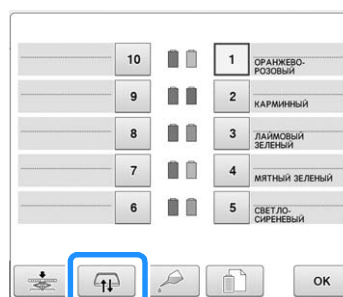 10 1 ОРАНЖЕВО-
РОЗОВЫЙ
9 2 КАРМИННЫЙ
8 3 ЛАЙМОВЫЙ
ЗЕЛЕНЫЙ
7 4 МЯТНЫЙ ЗЕЛЕНЫЙ
6 5 СВЕТЛО-
СИРЕНЕВЫЙ
OK